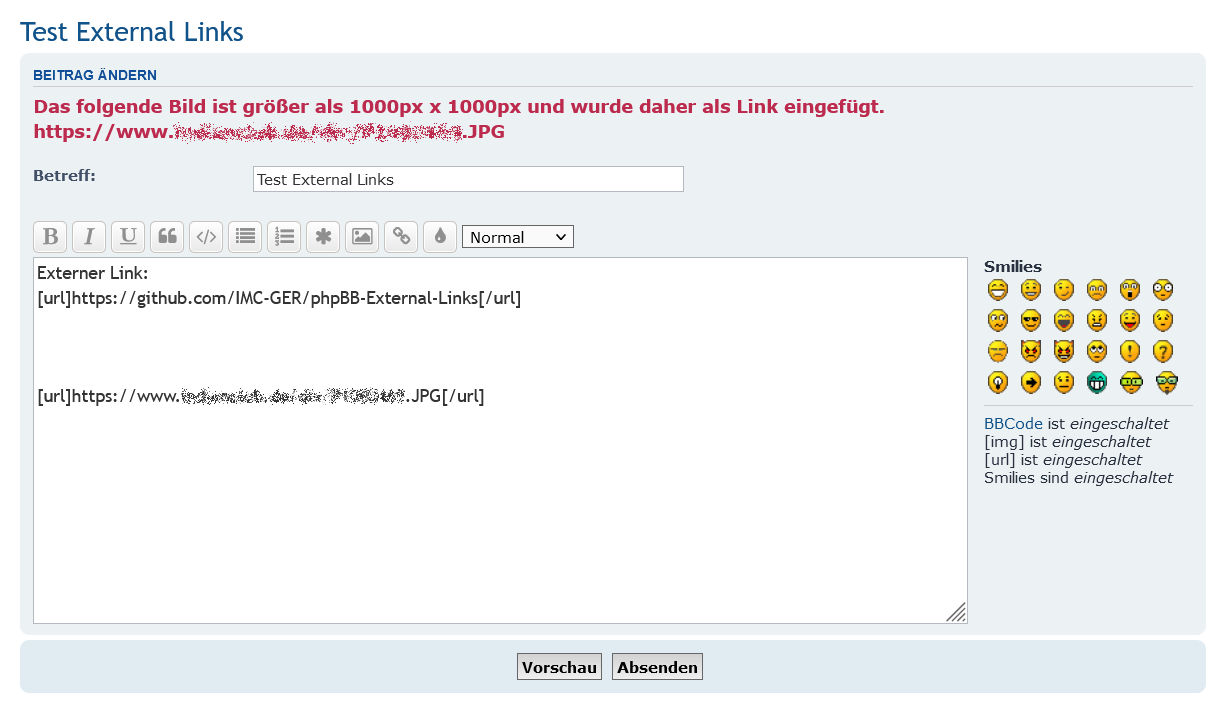 Test External Links
BEITRAG ÄNDERN
Das folgende Bild ist größer als 1000px x 1000px und wurde daher als Link eingefügt.
https://www. .JPG
Betreff:
Test External Links
B I U </> Normal
Externer Link:
[url]https://github.com/IMC-GER/phpBB-External-Links[/url]
[url]https://www. .JPG[/url]
Smilies
BBCode ist eingeschaltet
[img] ist eingeschaltet
[url] ist eingeschaltet
Smilies sind eingeschaltet
Vorschau Absenden